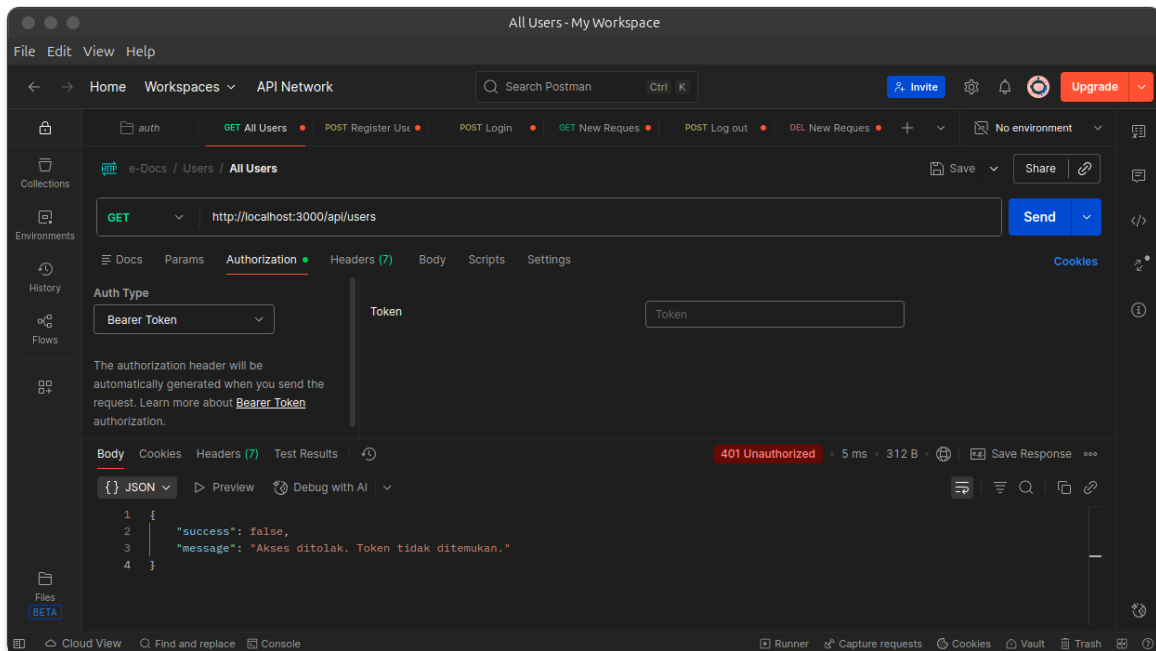 All Users - My Workspace
File Edit View Help
Home Workspaces API Network Search Postman Ctrl K Invite Upgrade
auth GET All Users POST Register Use POST Login GET New Reques POST Log out DEL New Reques No environment
Collections
Environments
History
Flows
HTTP e-Docs / Users / All Users Save Share
GET http://localhost:3000/api/users Send
Docs Params Authorization Headers (7) Body Scripts Settings Cookies
Auth Type
Bearer Token
Token Token
The authorization header will be
automatically generated when you send the
request. Learn more about Bearer Token
authorization.
Body Cookies Headers (7) Test Results 401 Unauthorized 5 ms 312 B e.g. Save Response
{} JSON Preview Debug with AI
1 {
2 "success": false,
3 "message": "Akses ditolak. Token tidak ditemukan."
4 }
Files
BETA
Cloud View Find and replace Console Runner Capture requests Cookies Vault Trash